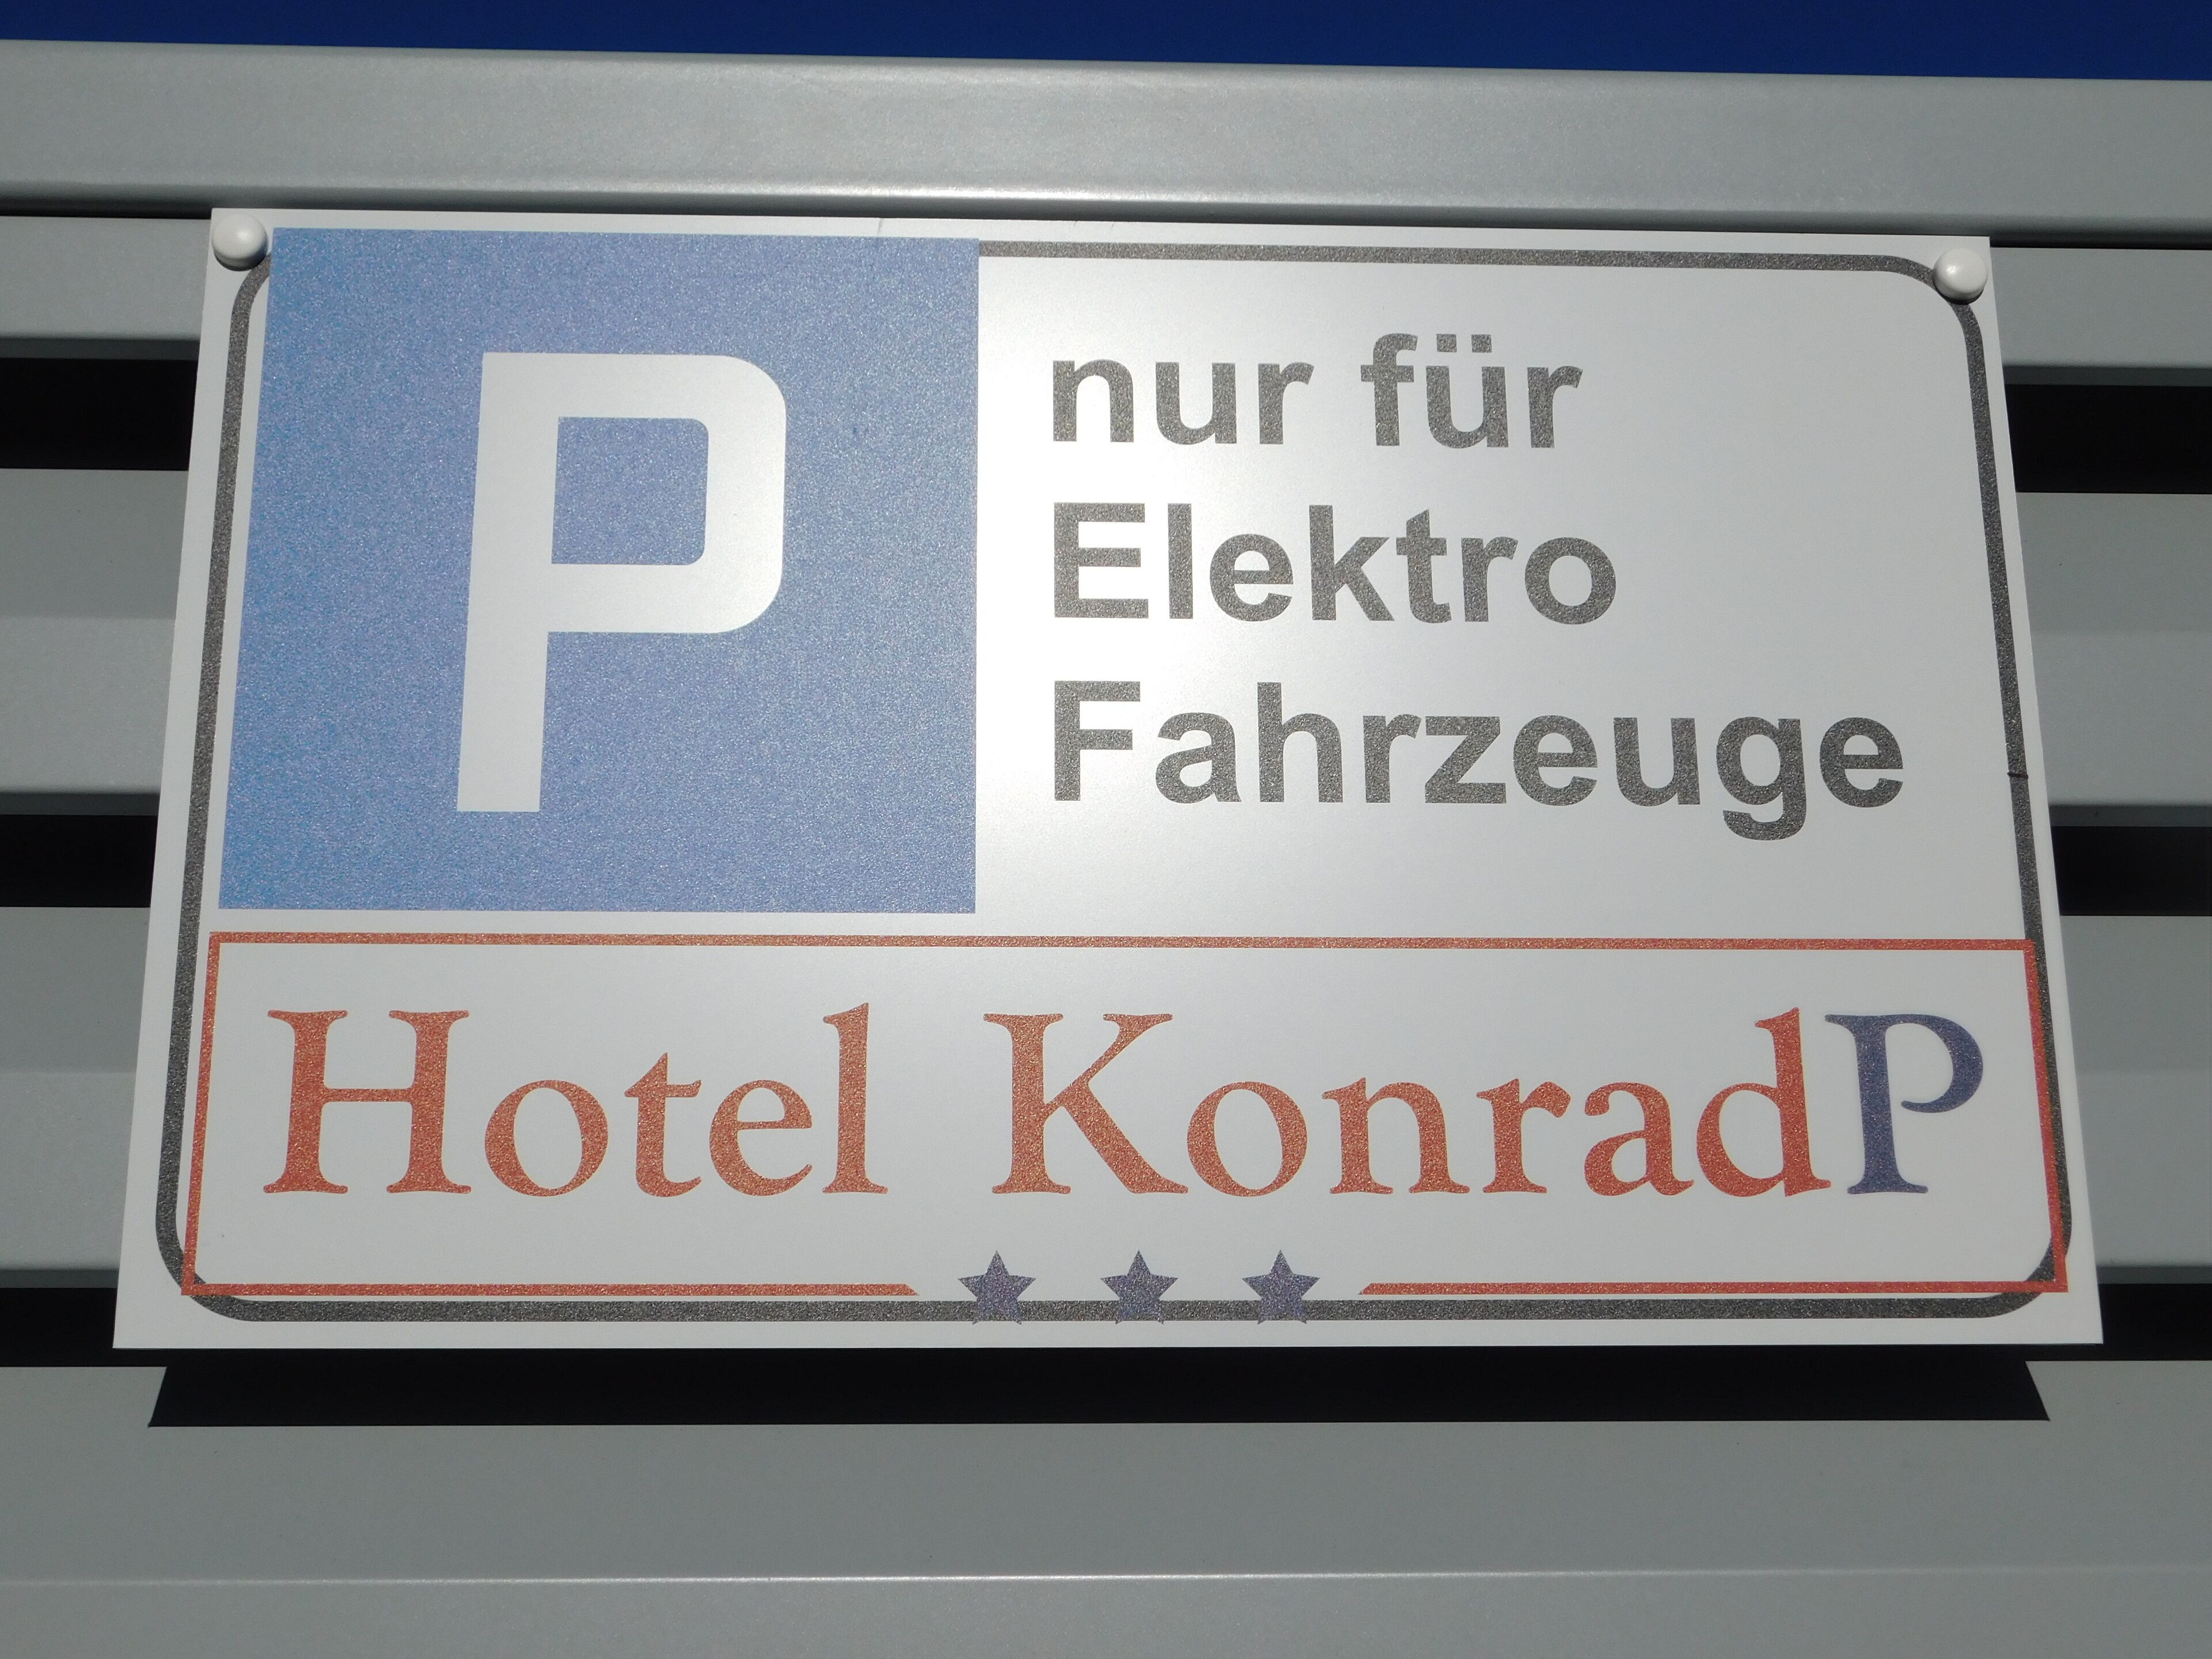 P
nur für
Elektro
Fahrzeuge
Hotel KonradP